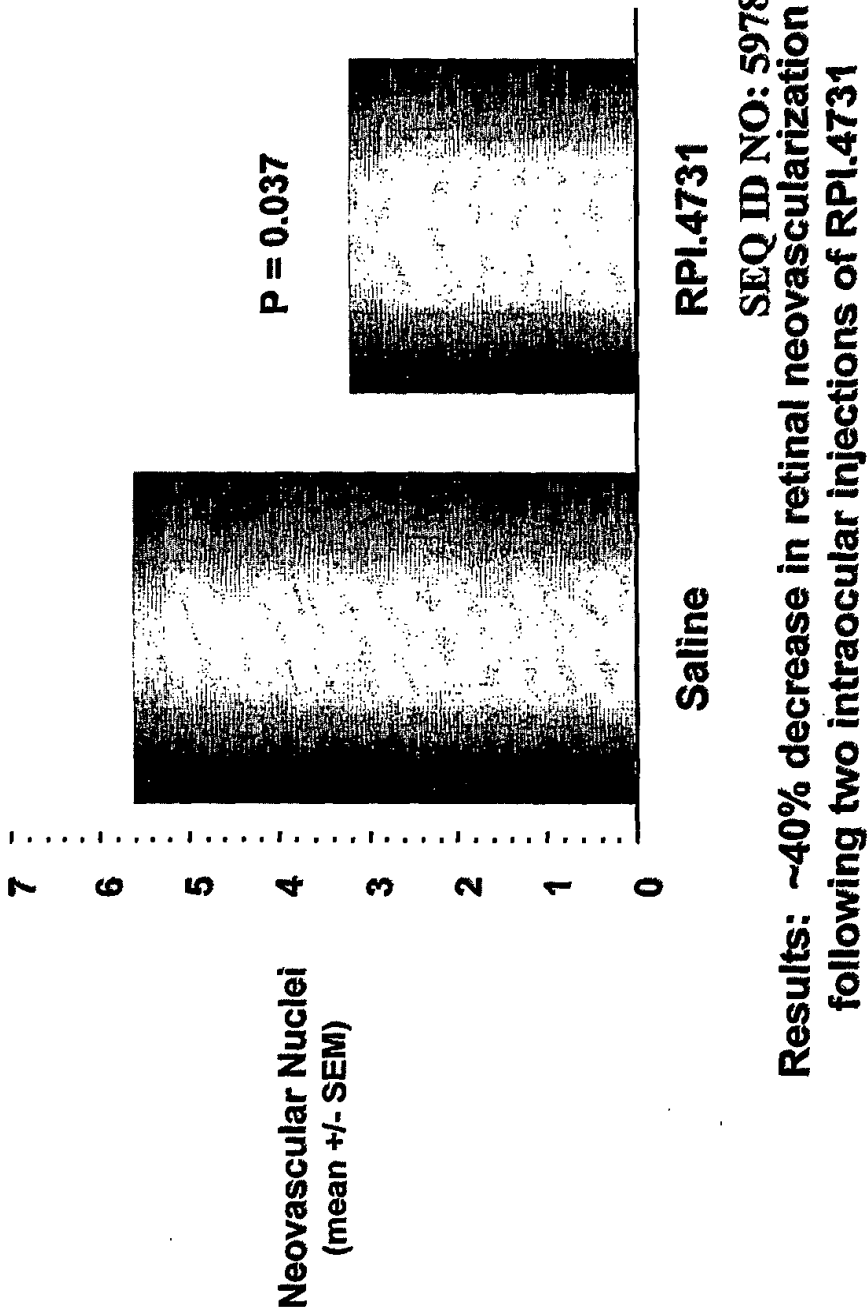 7
6
5
4
3
2
1
0
Neovascular Nuclei
(mean +/- SEM)
P = 0.037
Saline
RPI.4731
SEQ ID NO: 5978
Results: ~40% decrease in retinal neovascularization
following two intraocular injections of RPI.4731